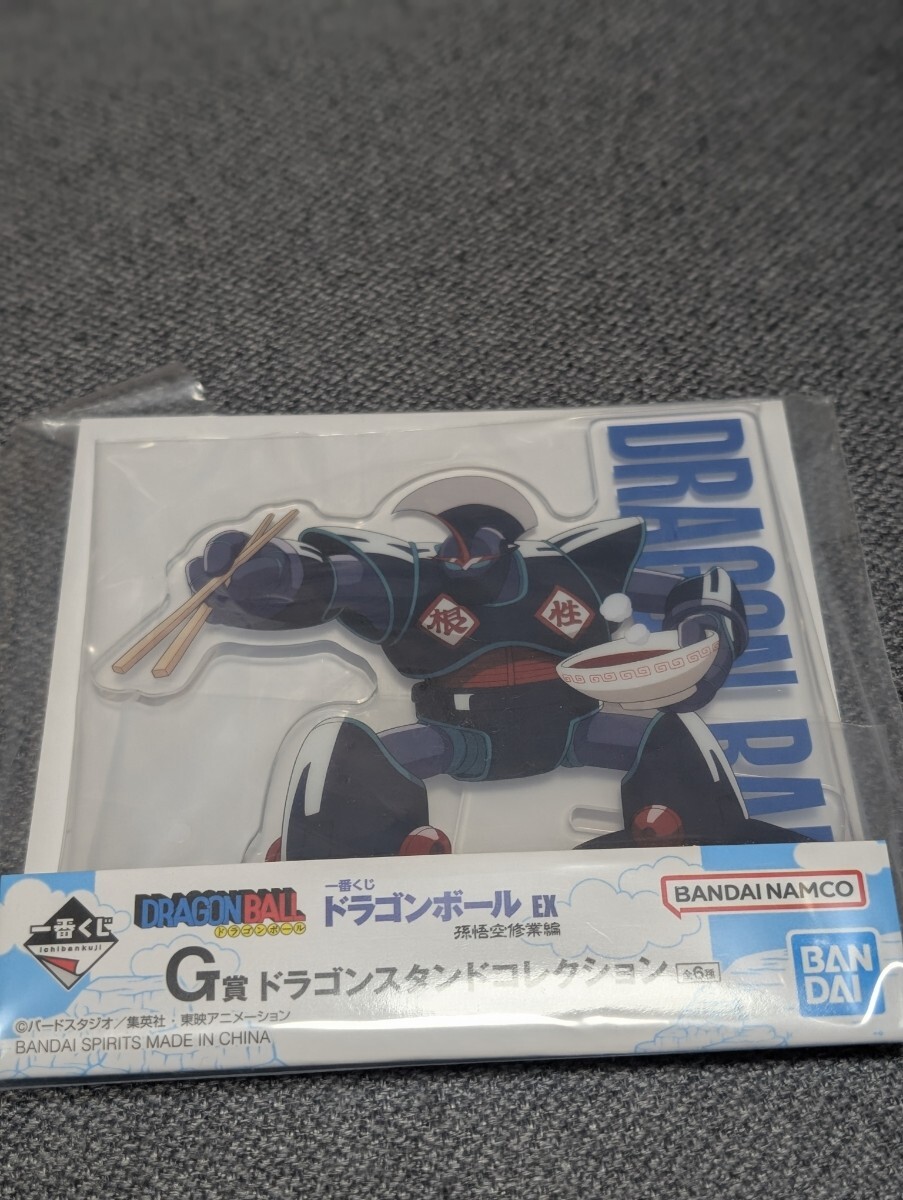 DRAGON BA
根 性
一番くじ
ichibankuji
DRAGONBALL
ドラゴンボール
一番くじ
ドラゴンボール EX
孫悟空修業編
BANDAI NAMCO
G賞 ドラゴンスタンドコレクション 全6種
BAN
DAI
©バードスタジオ／集英社・東映アニメーション
BANDAI SPIRITS MADE IN CHINA